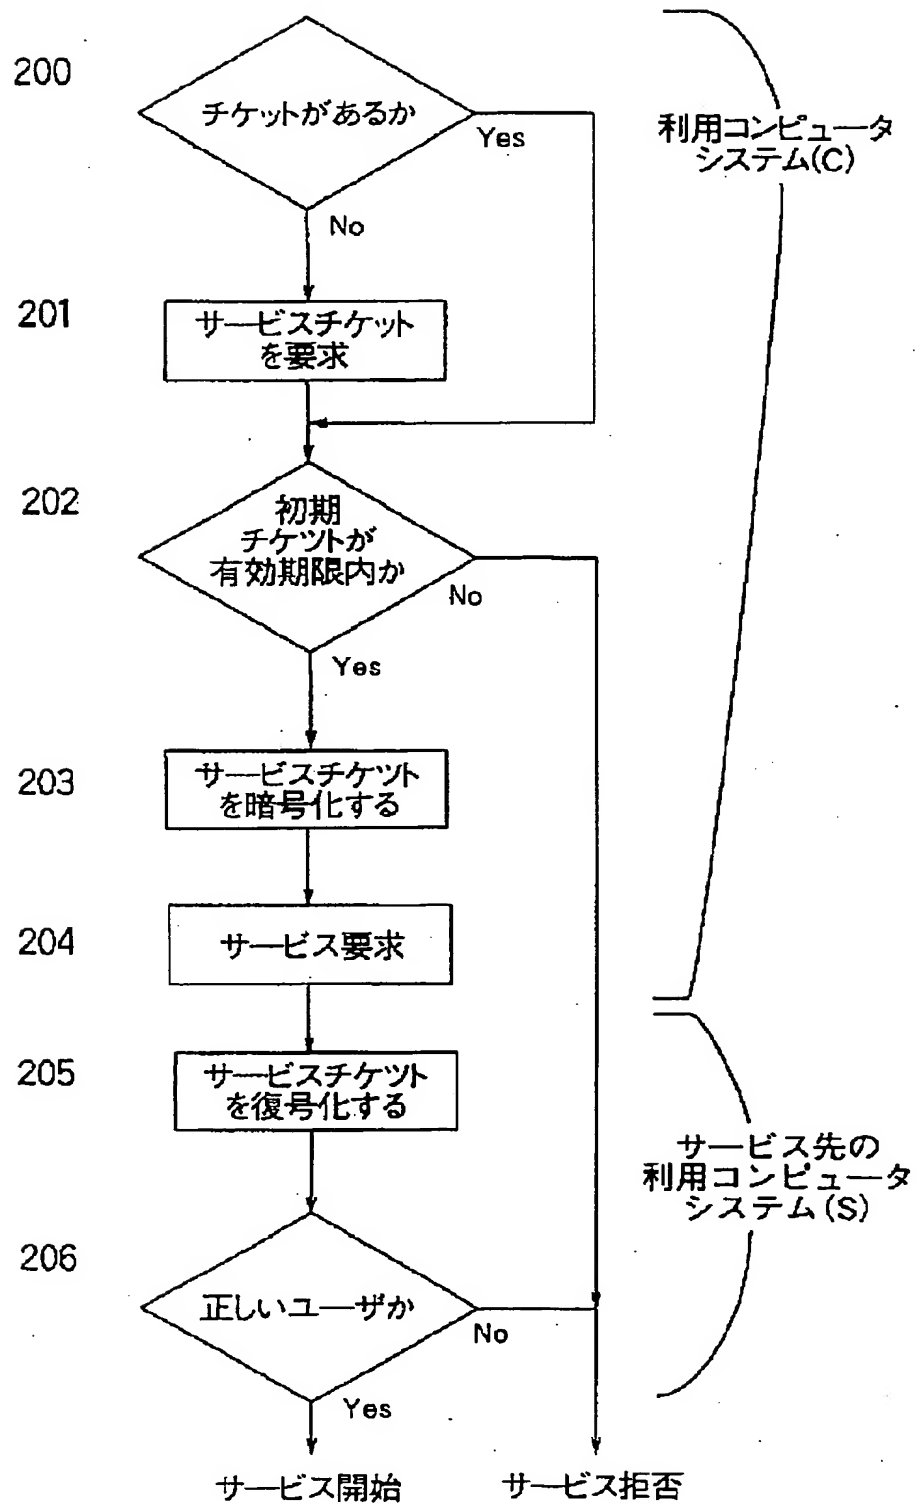 200
チケットがあるか
Yes
No
利用コンピュータ
システム(C)
201
サービスチケット
を要求
202
初期
チケットが
有効期限内か
No
Yes
203
サービスチケット
を暗号化する
204
サービス要求
205
サービスチケット
を復号化する
サービス先の
利用コンピュータ
システム(S)
206
正しいユーザか
No
Yes
サービス開始
サービス拒否